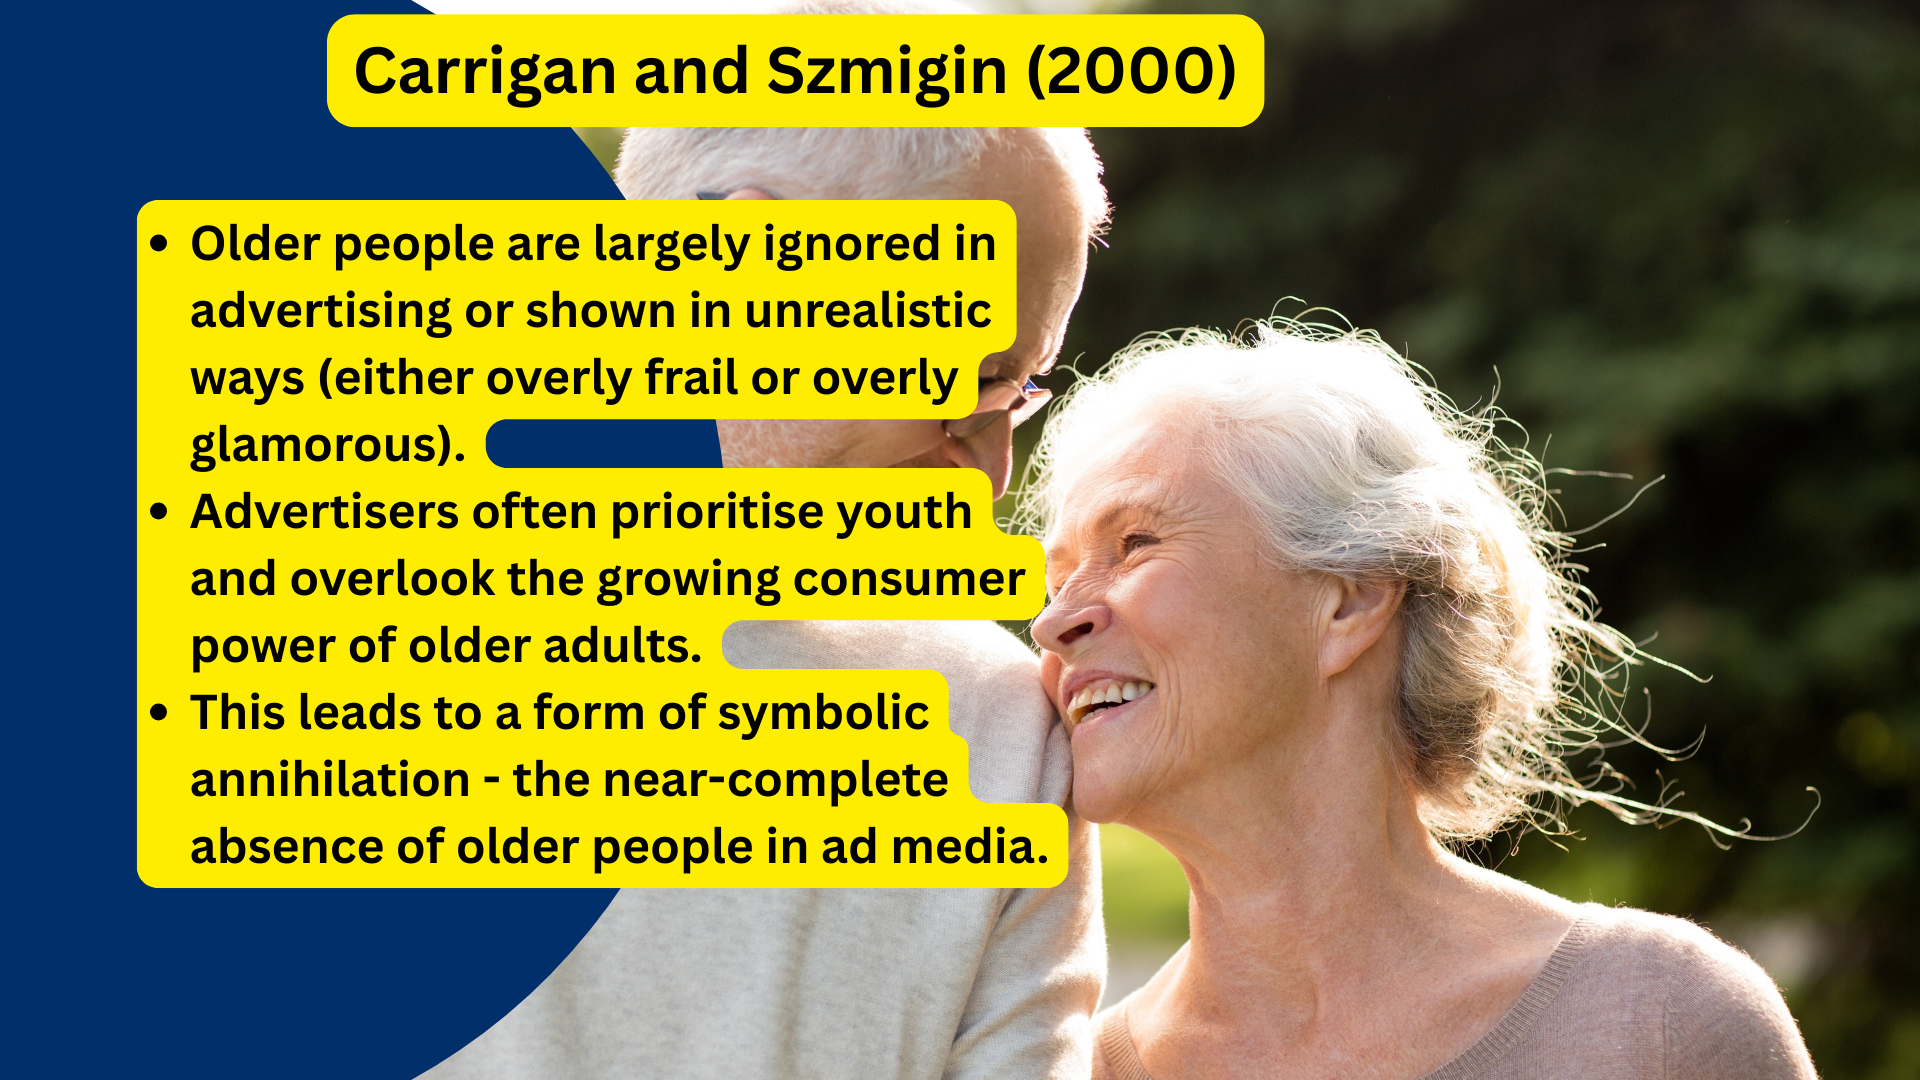 Carrigan and Szmigin (2000)
• Older people are largely ignored in
advertising or shown in unrealistic
ways (either overly frail or overly
glamorous).
• Advertisers often prioritise youth
and overlook the growing consumer
power of older adults.
• This leads to a form of symbolic
annihilation - the near-complete
absence of older people in ad media.